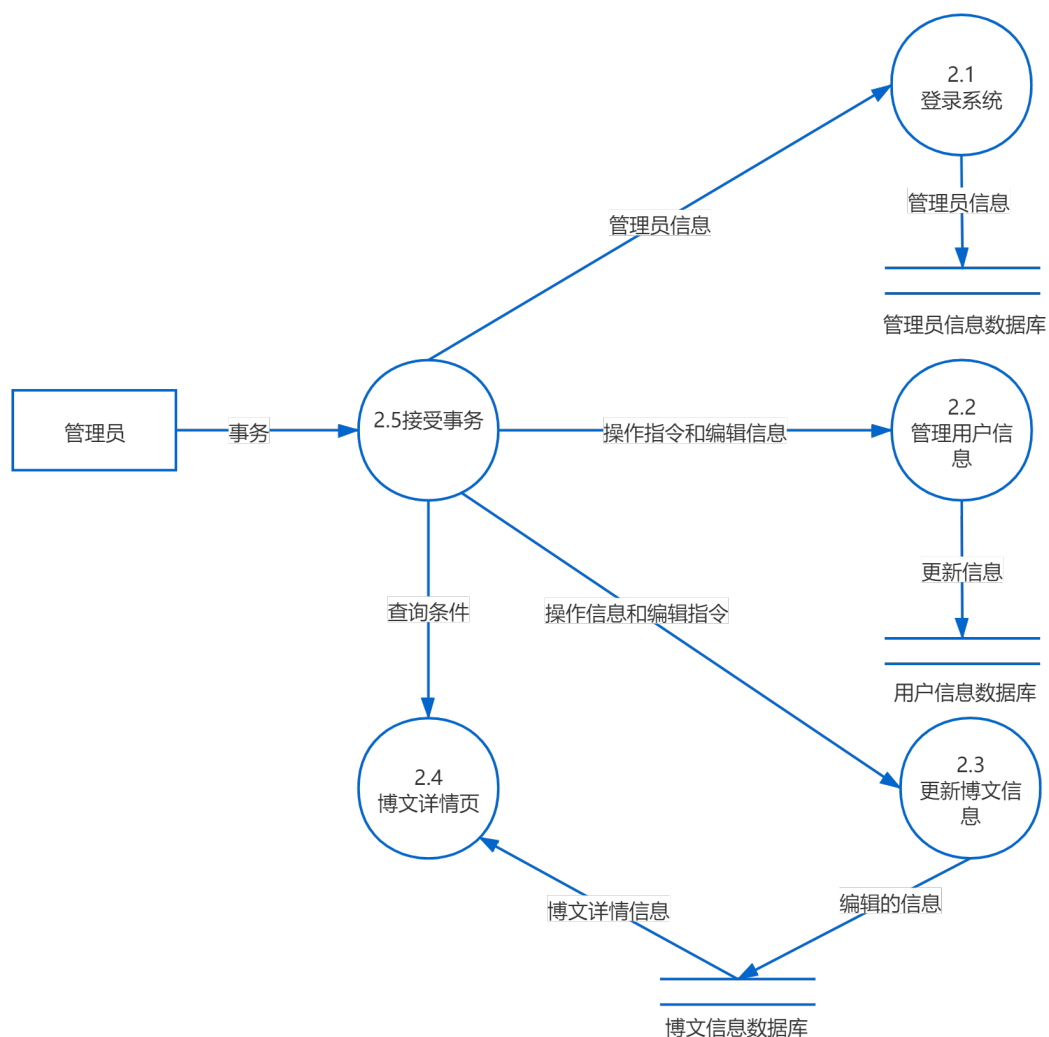 2.1
登录系统
管理员信息
管理员信息
管理员信息数据库
管理员
事务
2.5接受事务
操作指令和编辑信息
2.2
管理用户信
息
更新信息
查询条件
操作信息和编辑指令
用户信息数据库
2.4
博文详情页
2.3
更新博文信
息
博文详情信息
编辑的信息
博文信息数据库